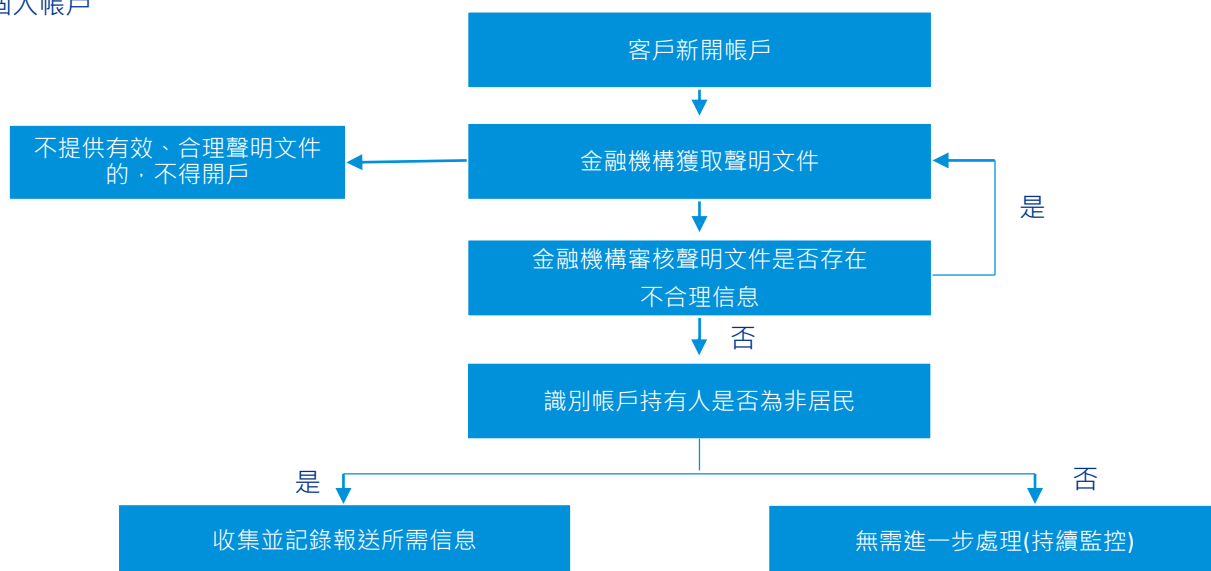 個人帳戶
客戶新開帳戶
不提供有效、合理聲明文件
的，不得開戶
金融機構獲取聲明文件
是
金融機構審核聲明文件是否存在
不合理信息
否
識別帳戶持有人是否為非居民
是
否
收集並記錄報送所需信息
無需進一步處理(持續監控)